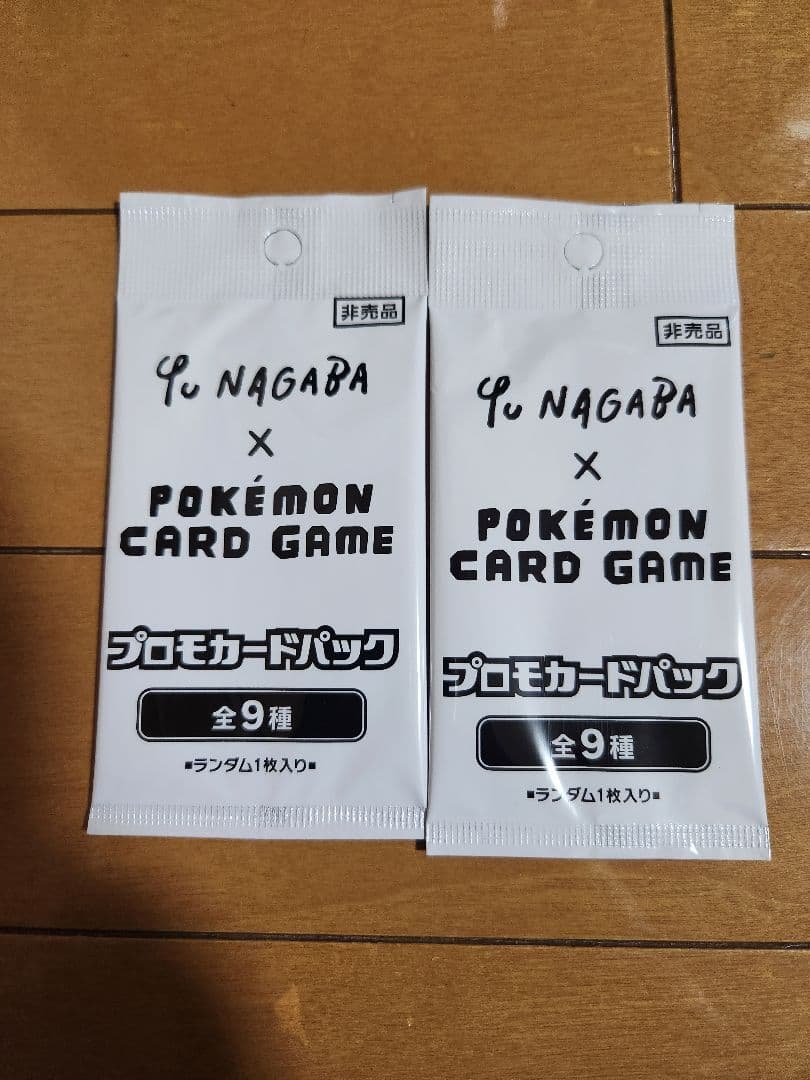 非売品
Yu NAGABA
×
POKÉMON
CARD GAME
プロモカードパック
全9種
■ランダム1枚入り■
非売品
Yu NAGABA
×
POKÉMON
CARD GAME
プロモカードパック
全9種
■ランダム1枚入り■